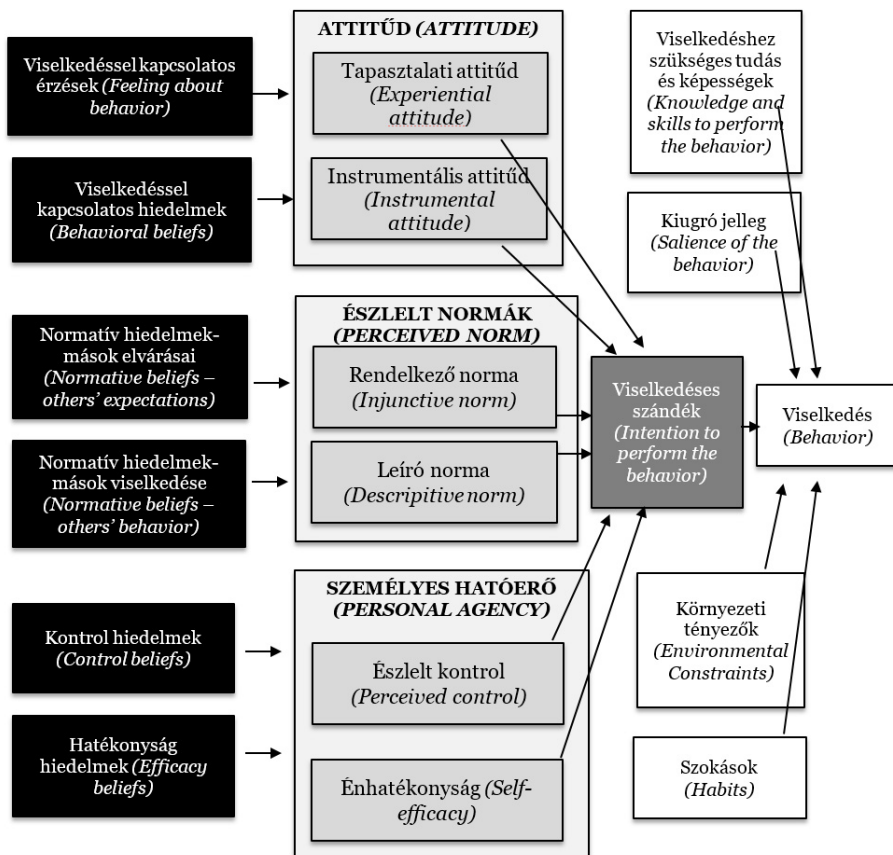 Viselkedéssel kapcsolatos
érzések (Feeling about
behavior)
Viselkedéssel
kapcsolatos hiedelmek
(Behavioral beliefs)
Normatív hiedelmek-
mások elvárásai
(Normative beliefs –
others’ expectations)
Normatív hiedelmek-
mások viselkedése
(Normative beliefs –
others’ behavior)
Kontrol hiedelmek
(Control beliefs)
Hatékonyság
hiedelmek (Efficacy
beliefs)
ATTITŰD (ATTITUDE)
Tapasztalati attitűd
(Experiential
attitude)
Instrumentális attitűd
(Instrumental
attitude)
ÉSZLELT NORMÁK
(PERCEIVED NORM)
Rendelkező norma
(Injunctive norm)
Leíró norma
(Descripitive norm)
SZEMÉLYES HATÓERŐ
(PERSONAL AGENCY)
Észlelt kontrol
(Perceived control)
Énhatékonyság (Self-
efficacy)
Viselkedéses
szándék
(Intention to
perform the
behavior)
Viselkedéshez
szükséges tudás
és képességek
(Knowledge and
skills to perform
the behavior)
Kiugró jelleg
(Salience of the
behavior)
Viselkedés
(Behavior)
Környezeti
tényezők
(Environmental
Constraints)
Szokások
(Habits)